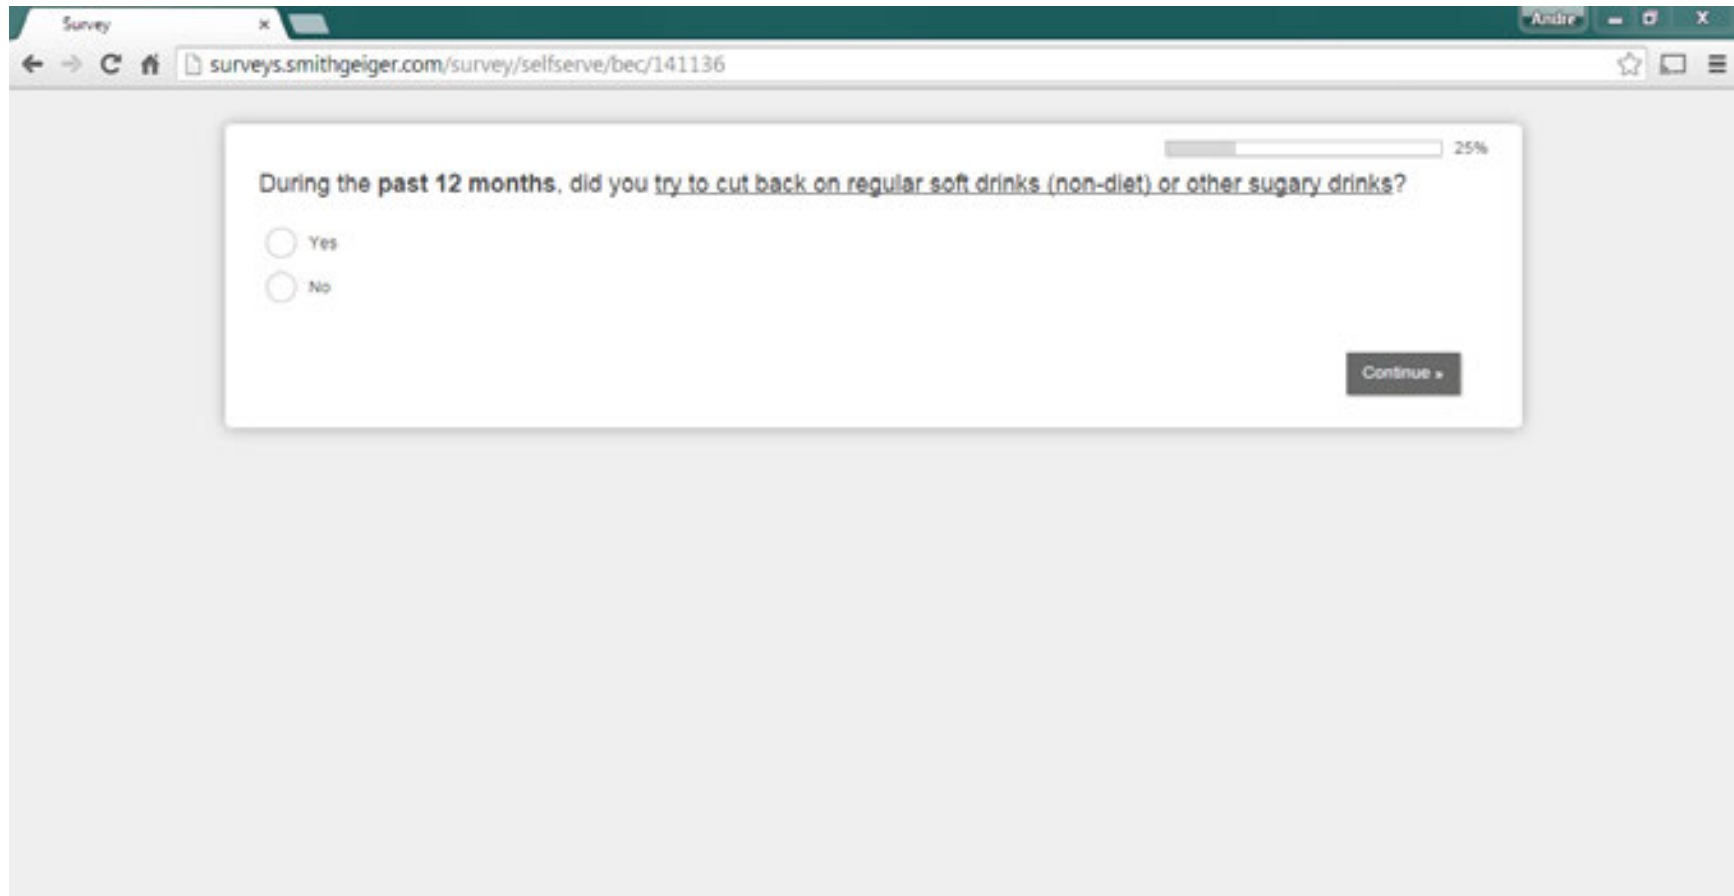 Survey
Andre
surveys.smithgeiger.com/survey/selfserve/bec/141136
25%
During the past 12 months, did you try to cut back on regular soft drinks (non-diet) or other sugary drinks?
Yes
No
Continue »